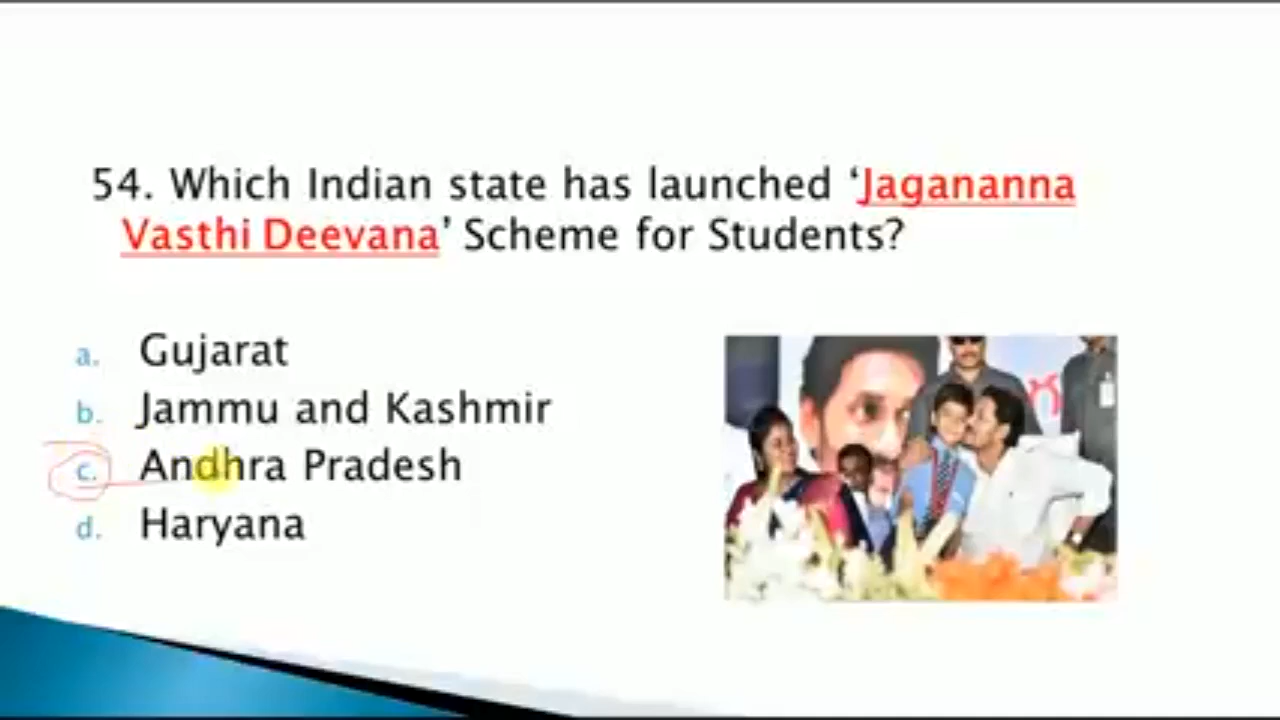 54. Which Indian state has launched ‘Jagananna
Vasthi Deevana’ Scheme for Students?
a. Gujarat
b. Jammu and Kashmir
c. Andhra Pradesh
d. Haryana
గ